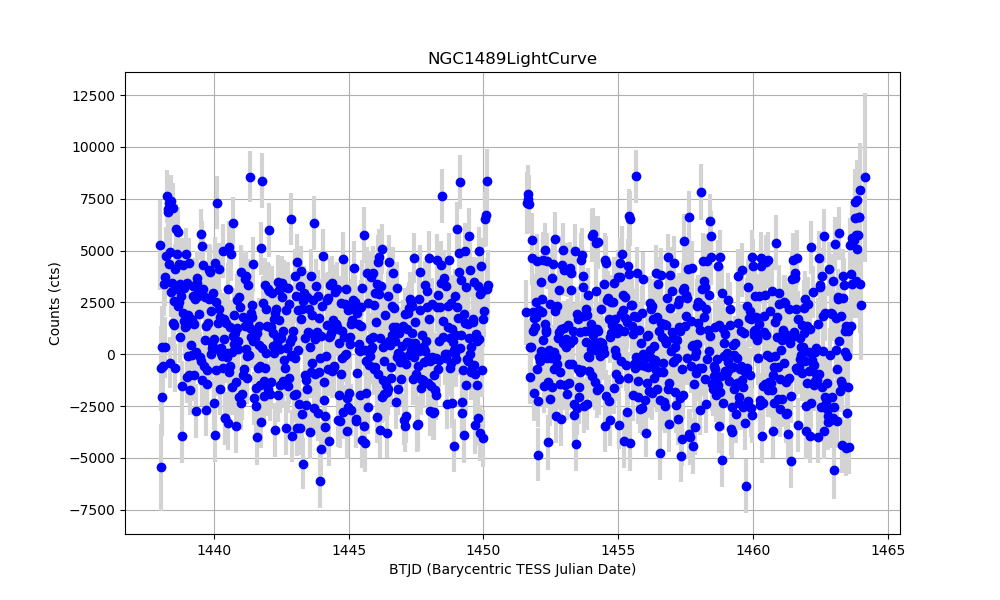 NGC1489LightCurve
12500
10000
7500
5000
2500
0
−2500
−5000
−7500
Counts (cts)
1440 1445 1450 1455 1460 1465
BTJD (Barycentric TESS Julian Date)